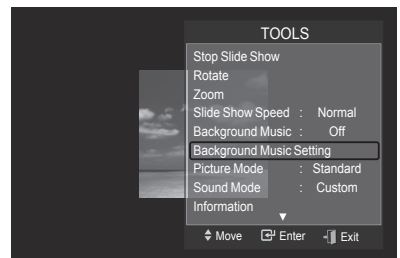 TOOLS
Stop Slide Show
Rotate
Zoom
Slide Show Speed : Normal
Background Music : Off
Background Music Setting
Picture Mode : Standard
Sound Mode : Custom
Information
Move Enter Exit